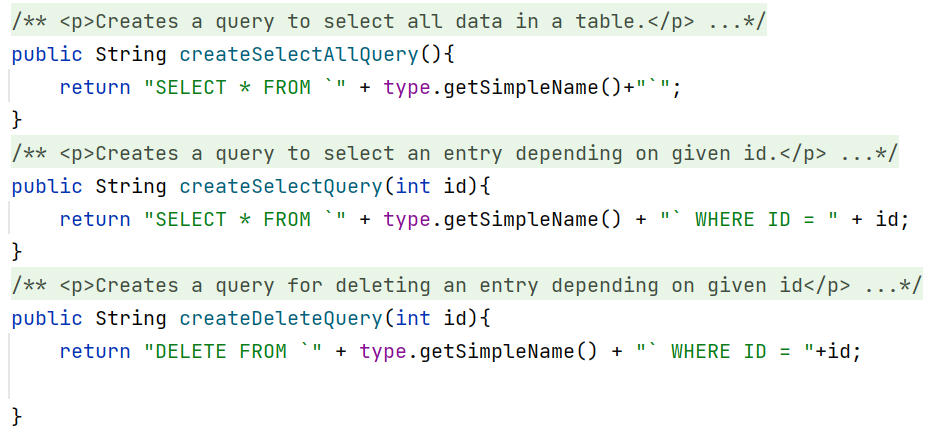 /** <p>Creates a query to select all data in a table.</p> ...*/
public String createSelectAllQuery(){
    return "SELECT * FROM `" + type.getSimpleName()+"`";
}
/** <p>Creates a query to select an entry depending on given id.</p> ...*/
public String createSelectQuery(int id){
    return "SELECT * FROM `" + type.getSimpleName() + "` WHERE ID = " + id;
}
/** <p>Creates a query for deleting an entry depending on given id</p> ...*/
public String createDeleteQuery(int id){
    return "DELETE FROM `" + type.getSimpleName() + "` WHERE ID = "+id;
}